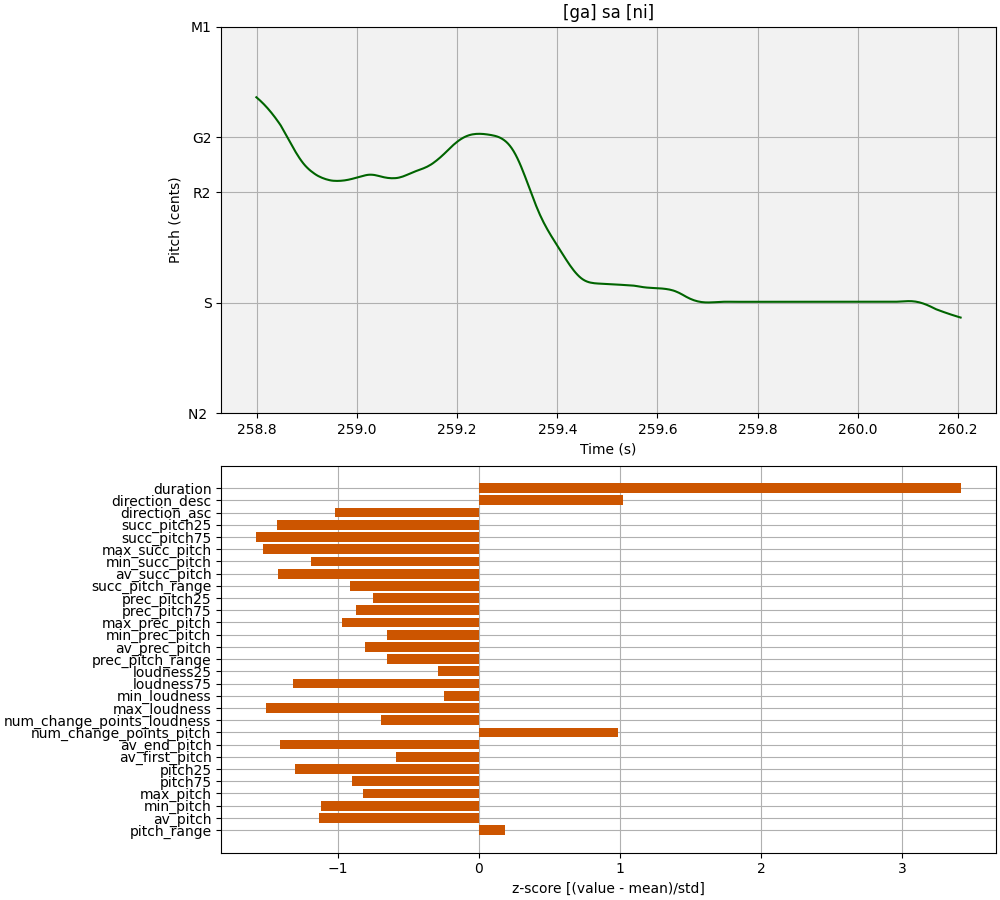 [ga] sa [ni]
M1
G2
R2
S
N2
Pitch (cents)
258.8 259.0 259.2 259.4 259.6 259.8 260.0 260.2
Time (s)
duration
direction_desc
direction_asc
succ_pitch25
succ_pitch75
max_succ_pitch
min_succ_pitch
av_succ_pitch
succ_pitch_range
prec_pitch25
prec_pitch75
max_prec_pitch
min_prec_pitch
av_prec_pitch
prec_pitch_range
loudness25
loudness75
min_loudness
max_loudness
num_change_points_loudness
num_change_points_pitch
av_end_pitch
av_first_pitch
pitch25
pitch75
max_pitch
min_pitch
av_pitch
pitch_range
−1 0 1 2 3
z-score [(value - mean)/std]